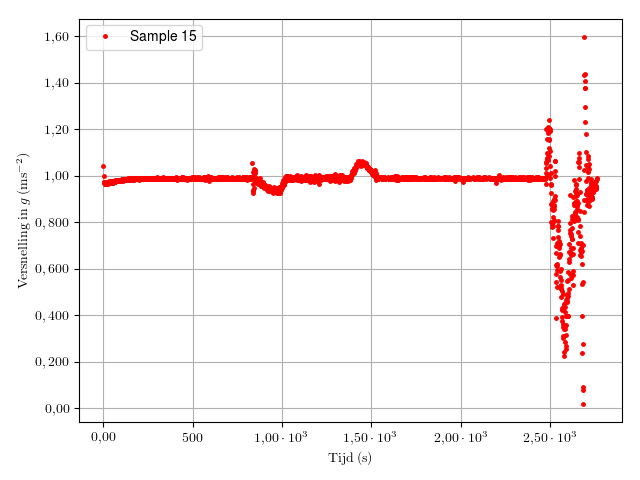 Sample 15
1,60
1,40
1,20
1,00
0,800
0,600
0,400
0,200
0,00
Versnelling in g (ms⁻²)
0,00 500 1,00 · 10³ 1,50 · 10³ 2,00 · 10³ 2,50 · 10³
Tijd (s)